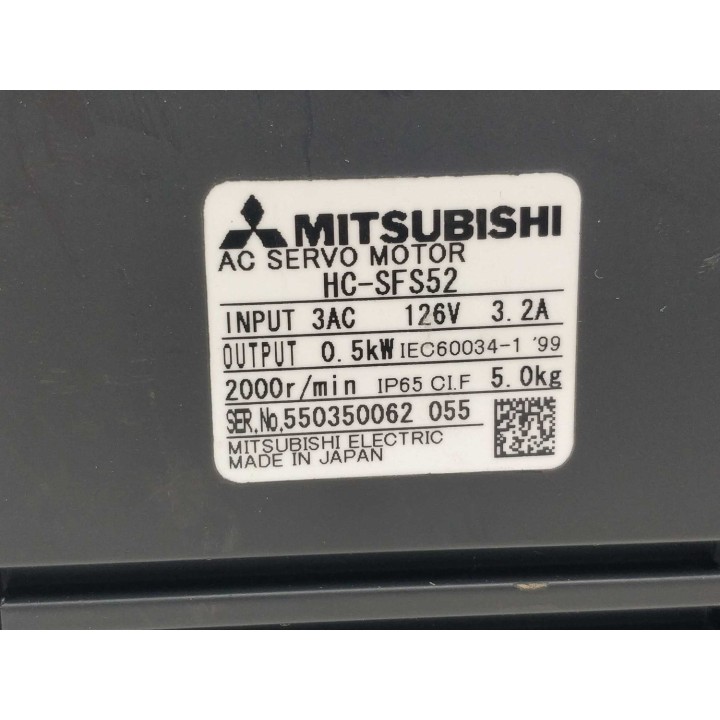 MITSUBISHI
AC SERVO MOTOR
HC-SFS52
INPUT 3AC 126V 3.2A
OUTPUT 0.5kW IEC60034-1 '99
2000r/min IP65 CI.F 5.0kg
SER.No.550350062 055
MITSUBISHI ELECTRIC
MADE IN JAPAN